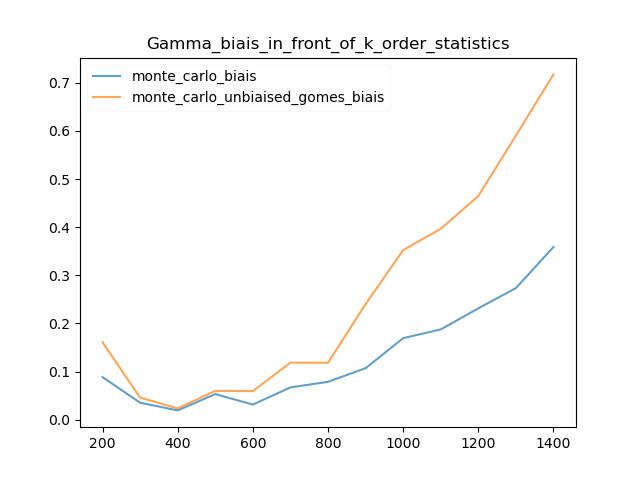 Gamma_biais_in_front_of_k_order_statistics
monte_carlo_biais
monte_carlo_unbiaised_gomes_biais
0.7
0.6
0.5
0.4
0.3
0.2
0.1
0.0
200 400 600 800 1000 1200 1400